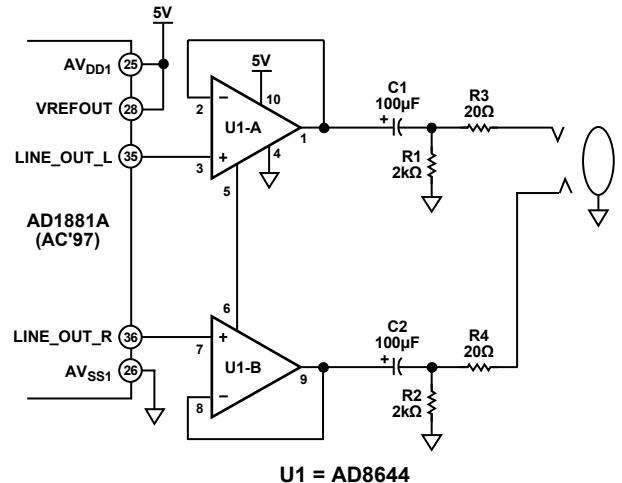 5V
AVDD1 25
5V
VREFOUT 28
2 − 10
U1-A
C1
100µF
+
R3
20Ω
1
LINE_OUT_L 35
3 + 4
5
R1
2kΩ
AD1881A
(AC'97)
6
LINE_OUT_R 36
7 +
C2
100µF
+
R4
20Ω
AVSS1 26
U1-B
9
8 −
R2
2kΩ
U1 = AD8644